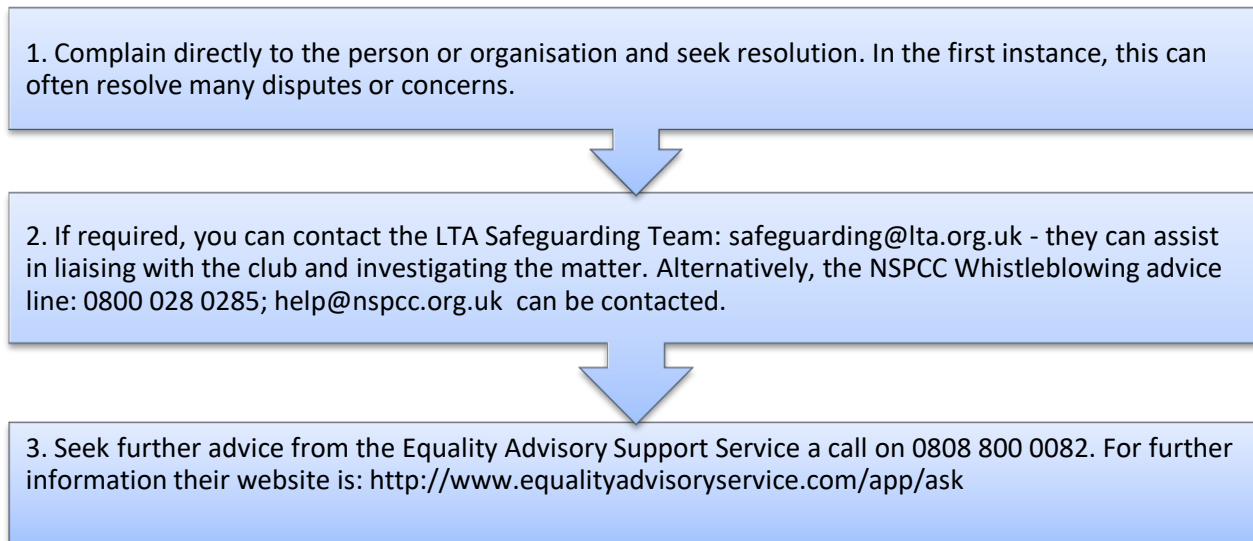 1. Complain directly to the person or organisation and seek resolution. In the first instance, this can
often resolve many disputes or concerns.
2. If required, you can contact the LTA Safeguarding Team: safeguarding@lta.org.uk - they can assist
in liaising with the club and investigating the matter. Alternatively, the NSPCC Whistleblowing advice
line: 0800 028 0285; help@nspcc.org.uk  can be contacted.
3. Seek further advice from the Equality Advisory Support Service a call on 0808 800 0082. For further
information their website is: http://www.equalityadvisoryservice.com/app/ask